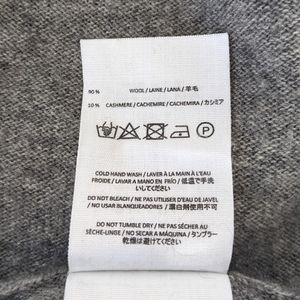 90 % WOOL / LAINE / LANA / 羊毛
10 % CASHMERE / CACHEMIRE / CACHEMIRA / カシミア
P
COLD HAND WASH / LAVER À LA MAIN À L'EAU
FROIDE / LAVAR A MANO EN FRÍO / 低温で手洗
いしてください
DO NOT BLEACH / NE PAS UTILISER D'EAU DE JAVEL
/ NO USAR BLANQUEADORES / 漂白剤使用不可
DO NOT TUMBLE DRY / NE PAS SÉCHER AU
SÈCHE-LINGE / NO SECAR A MÁQUINA / タンブラー
乾燥は避けてください